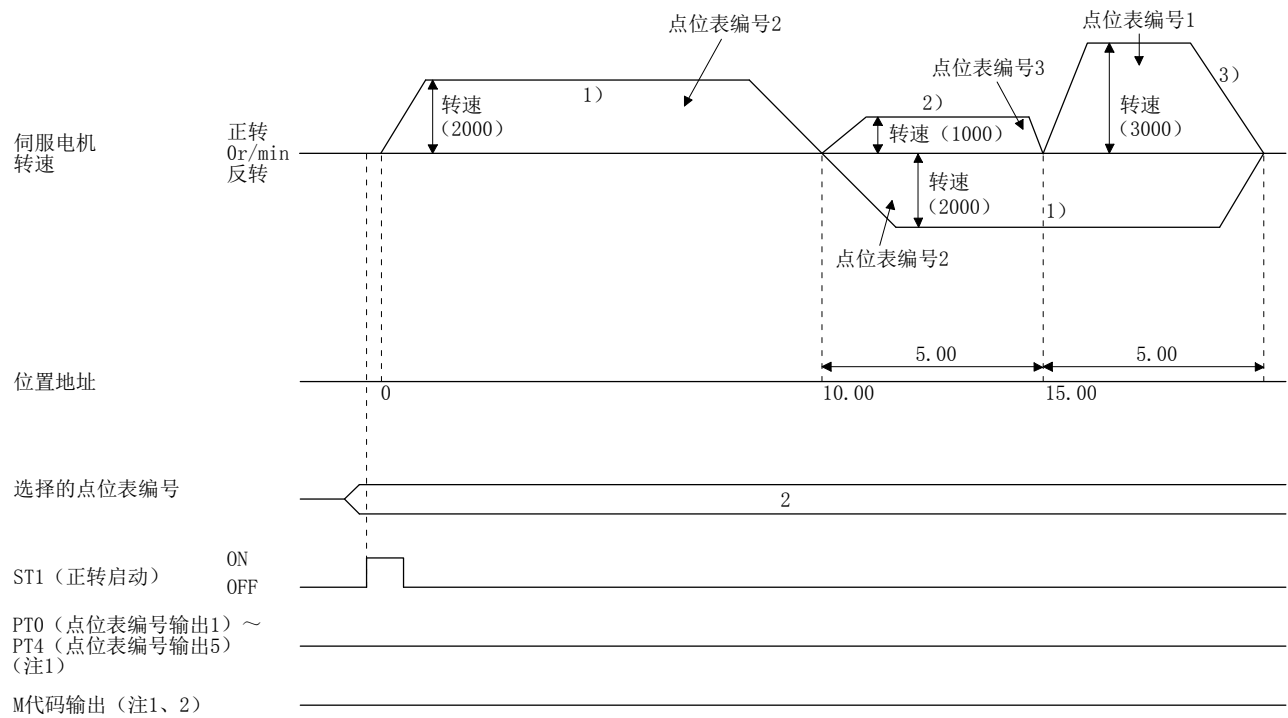 点位表编号2
点位表编号1
点位表编号3
伺服电机
转速
正转
0r/min
反转
1)
转速
(2000)
2)
转速（1000）
3)
转速
(3000)
转速
(2000)
1)
点位表编号2
位置地址
5.00
5.00
0
10.00
15.00
选择的点位表编号
2
ST1（正转启动）
ON
OFF
PT0（点位表编号输出1）～
PT4（点位表编号输出5）
（注1）
M代码输出（注1、2）